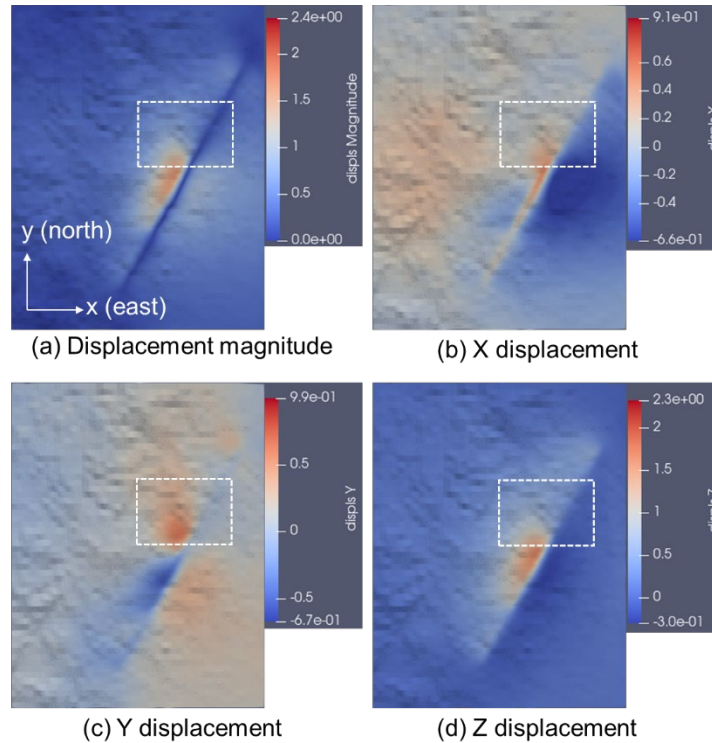 2.4e+00
2
1.5
1
0.5
0.0e+00
displs Magnitude
y (north)
x (east)
(a) Displacement magnitude
9.1e-01
0.6
0.4
0.2
0
-0.2
-0.4
-6.6e-01
displs X
(b) X displacement
9.9e-01
0.5
0
-0.5
-6.7e-01
displs Y
(c) Y displacement
2.3e+00
2
1.5
1
0.5
0
-3.0e-01
displs Z
(d) Z displacement